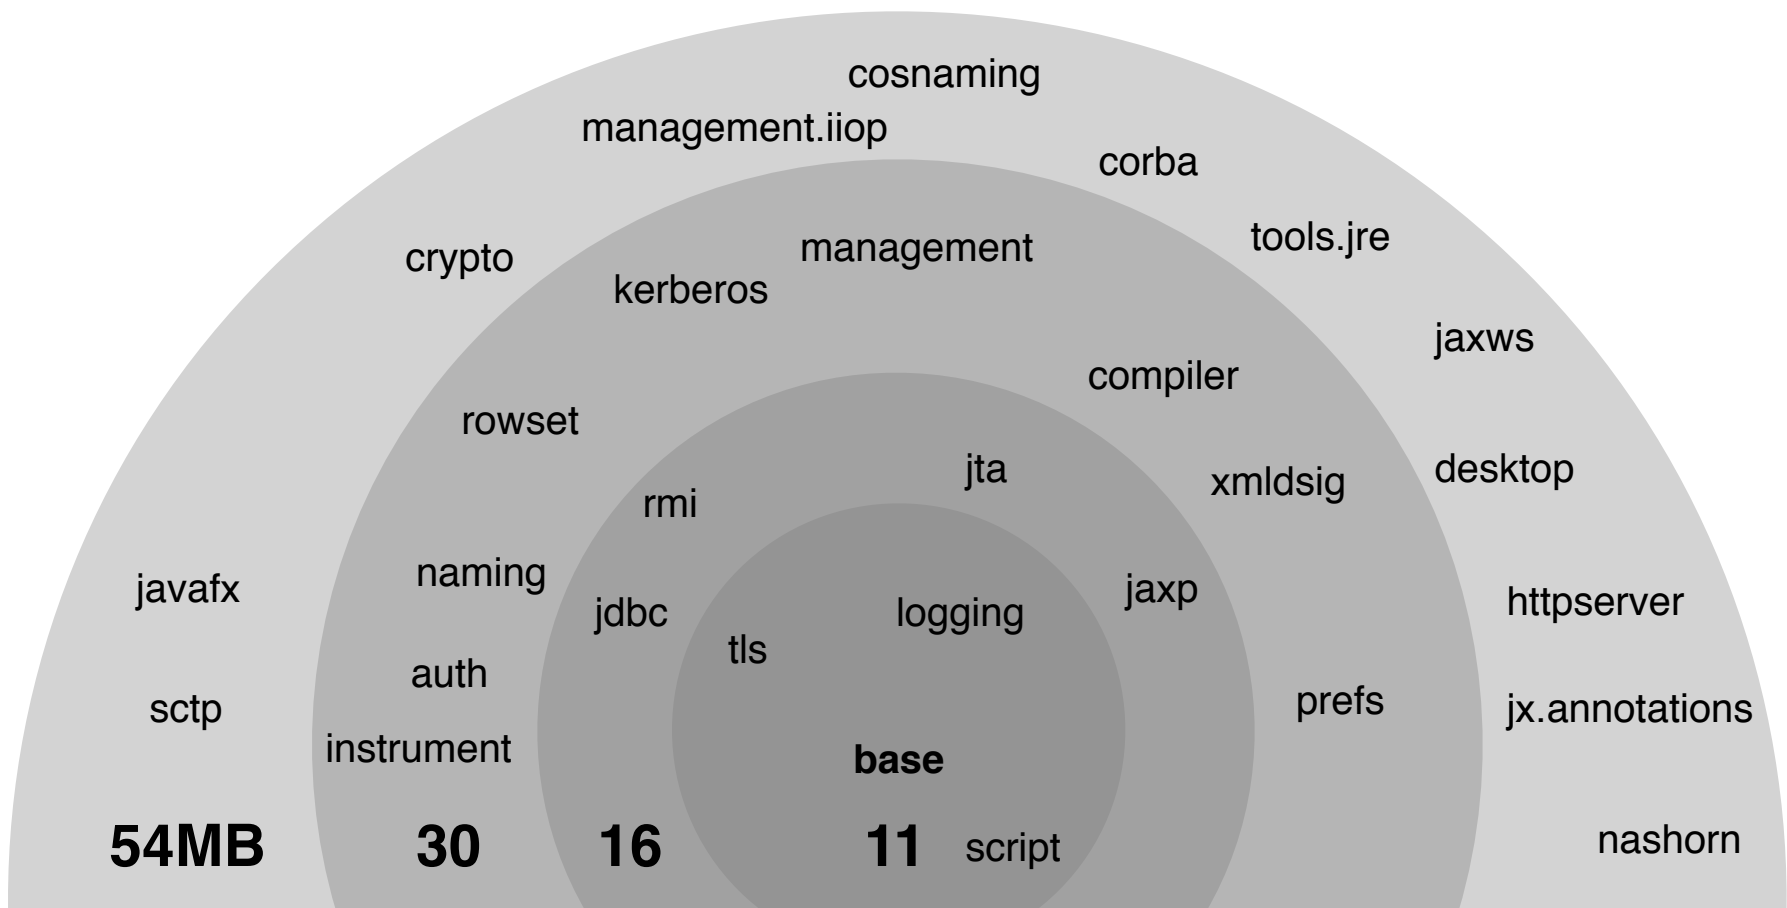 cosnaming
management.iiop
corba
tools.jre
management
crypto
kerberos
jaxws
compiler
rowset
jta
desktop
xmldsig
rmi
naming
javafx
jaxp
httpserver
jdbc
logging
tls
auth
prefs
sctp
jx.annotations
instrument
base
54MB 30 16 11 script
nashorn